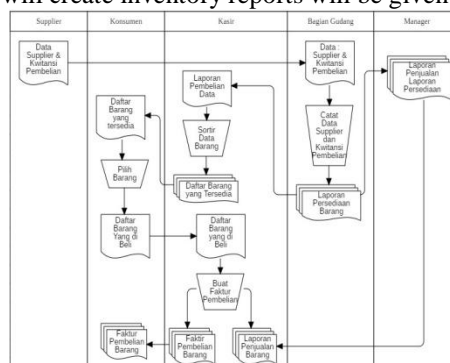 will create inventory reports will be given
Supplier
Konsumen
Kasir
Bagian Gudang
Manager
Data
Supplier &
Kwitansi
Pembelian
Data :
Supplier &
Kwitansi
Pembelian
Laporan
Penjualan
Laporan
Persediaan
Laporan
Pembelian
Data
Daftar
Barang
yang
tersedia
Catat
Data
Supplier
dan
Kwitansi
Pembelian
Sortir
Data
Barang
Pilih
Barang
Daftar Barang
yang Tersedia
Laporan
Persediaan
Barang
Daftar
Barang
Yang di
Beli
Daftar
Barang
yang di
Beli
Buat
Faktur
Pembelian
Faktur
Pembelian
Barang
Faktir
Pembelian
Barang
Laporan
Penjualan
Barang